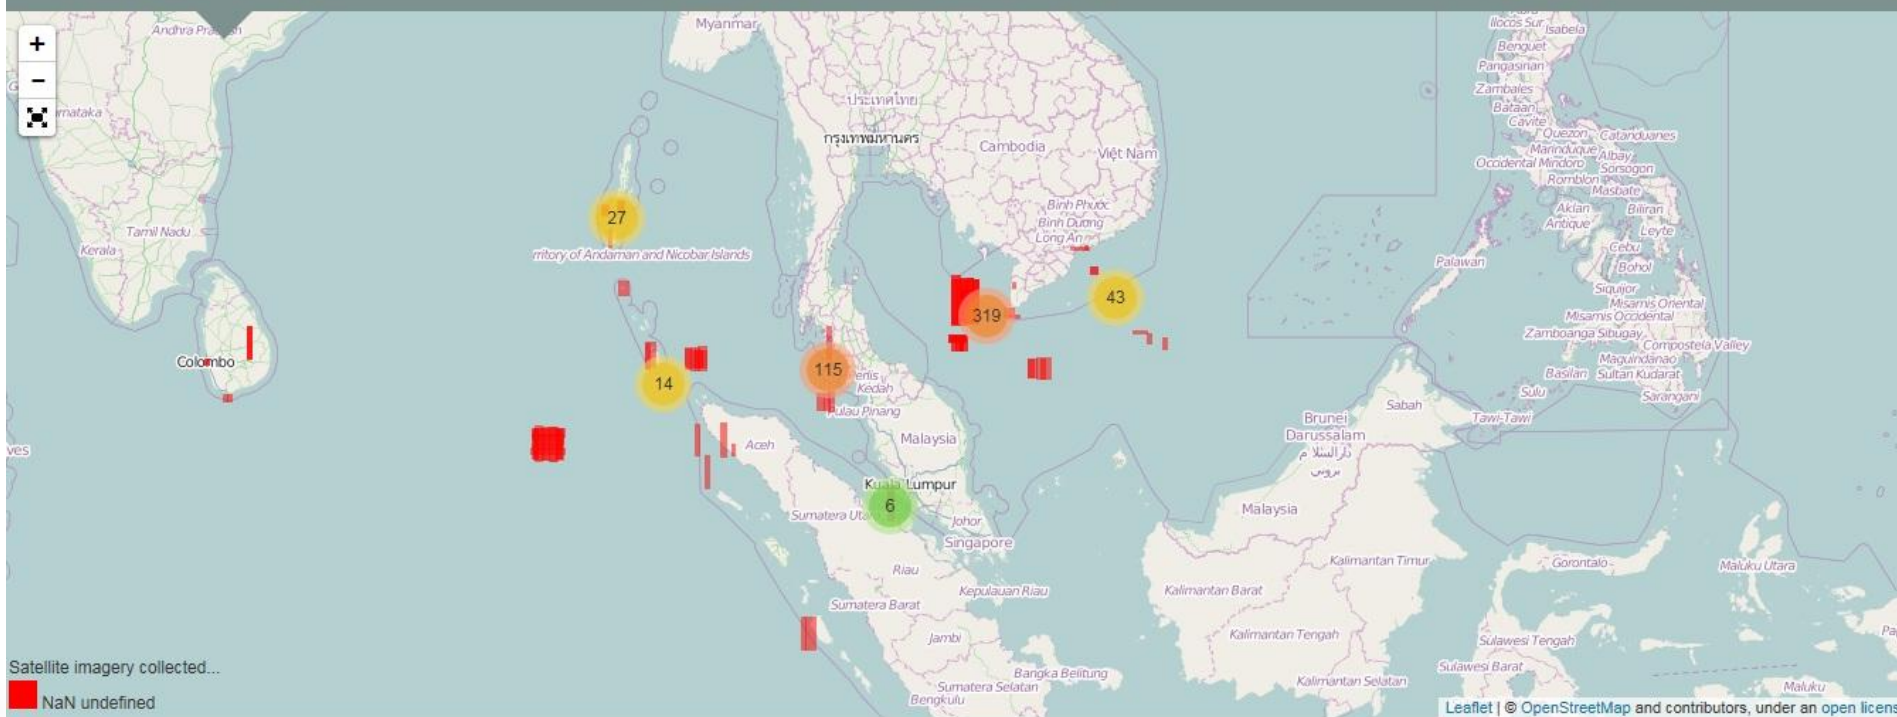 Andhra Pradesh
Myanmar
Ilocos Sur
Isabela
Benguet
Pangasinan
Zambales
Bataan
Cavite
Quezon
Catanduanes
Marinduque
Albay
Occidental Mindoro
Sorsogon
Romblon
Masbate
+
−
ประเทศไทย
กรุงเทพมหานคร
Cambodia
Việt Nam
Bình Phước
Bình Dương
Long An
Aklan
Biliran
Antique
Leyte
Cebu
Bohol
Palawan
Siquijor
Misamis Oriental
Misamis Occidental
Zamboanga Sibugay
Compostela Valley
Maguindanao
Basilan
Sultan Kudarat
Sulu
Sarangani
Tawi-Tawi
Tamil Nadu
Kerala
27
rritory of Andaman and Nicobar Islands
43
319
Colombo
14
115
erlis
Kedah
Pulau Pinang
Aceh
Malaysia
Sabah
Brunei
Darussalam
ves
Kuala Lumpur
6
Sumatera Uta
Johor
Singapore
Malaysia
Riau
Kepulauan Riau
Sumatera Barat
Kalimantan Timur
Kalimantan Barat
Gorontalo
Maluku Utara
Jambi
Kalimantan Tengah
Sulawesi Tengah
Sulawesi Barat
Bangka Belitung
Sumatera Selatan
Kalimantan Selatan
Bengkulu
Maluku
Satellite imagery collected...
NaN undefined
Leaflet | © OpenStreetMap and contributors, under an open licens